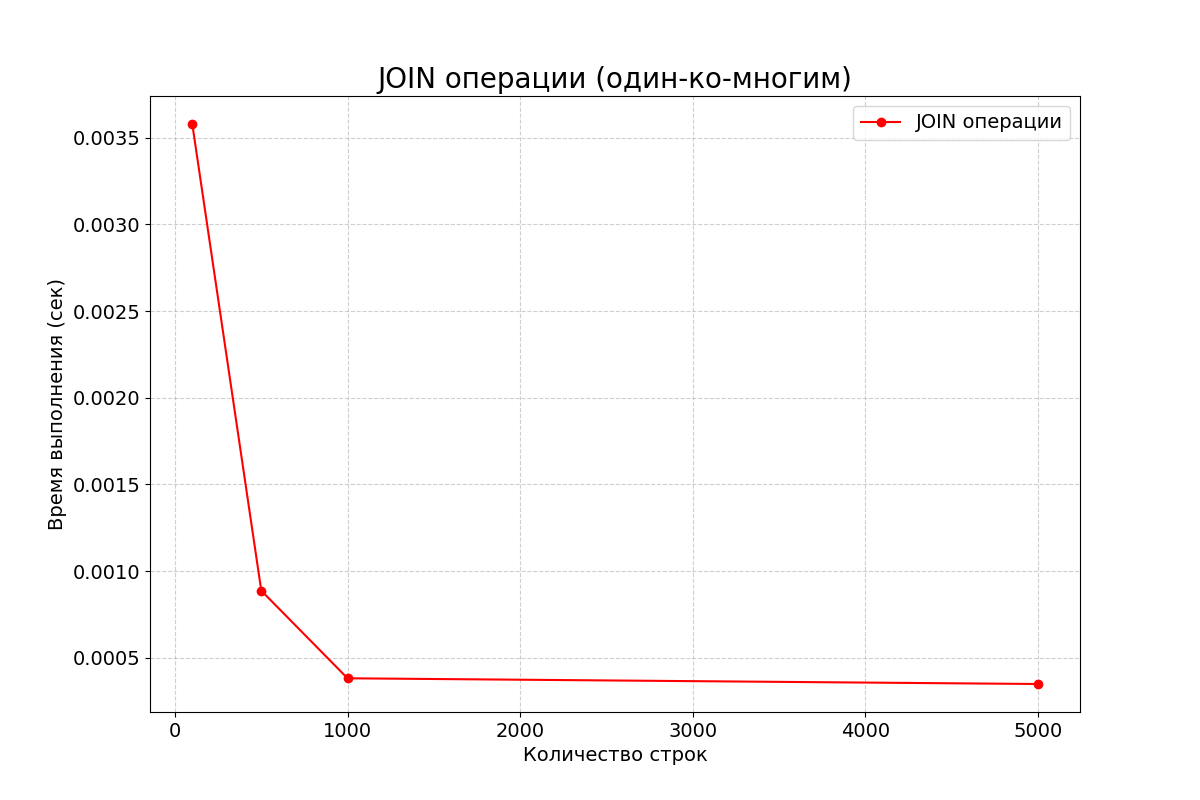 JOIN операции (один-ко-многим)
JOIN операции
0.0035
0.0030
0.0025
0.0020
0.0015
0.0010
0.0005
Время выполнения (сек)
0 1000 2000 3000 4000 5000
Количество строк